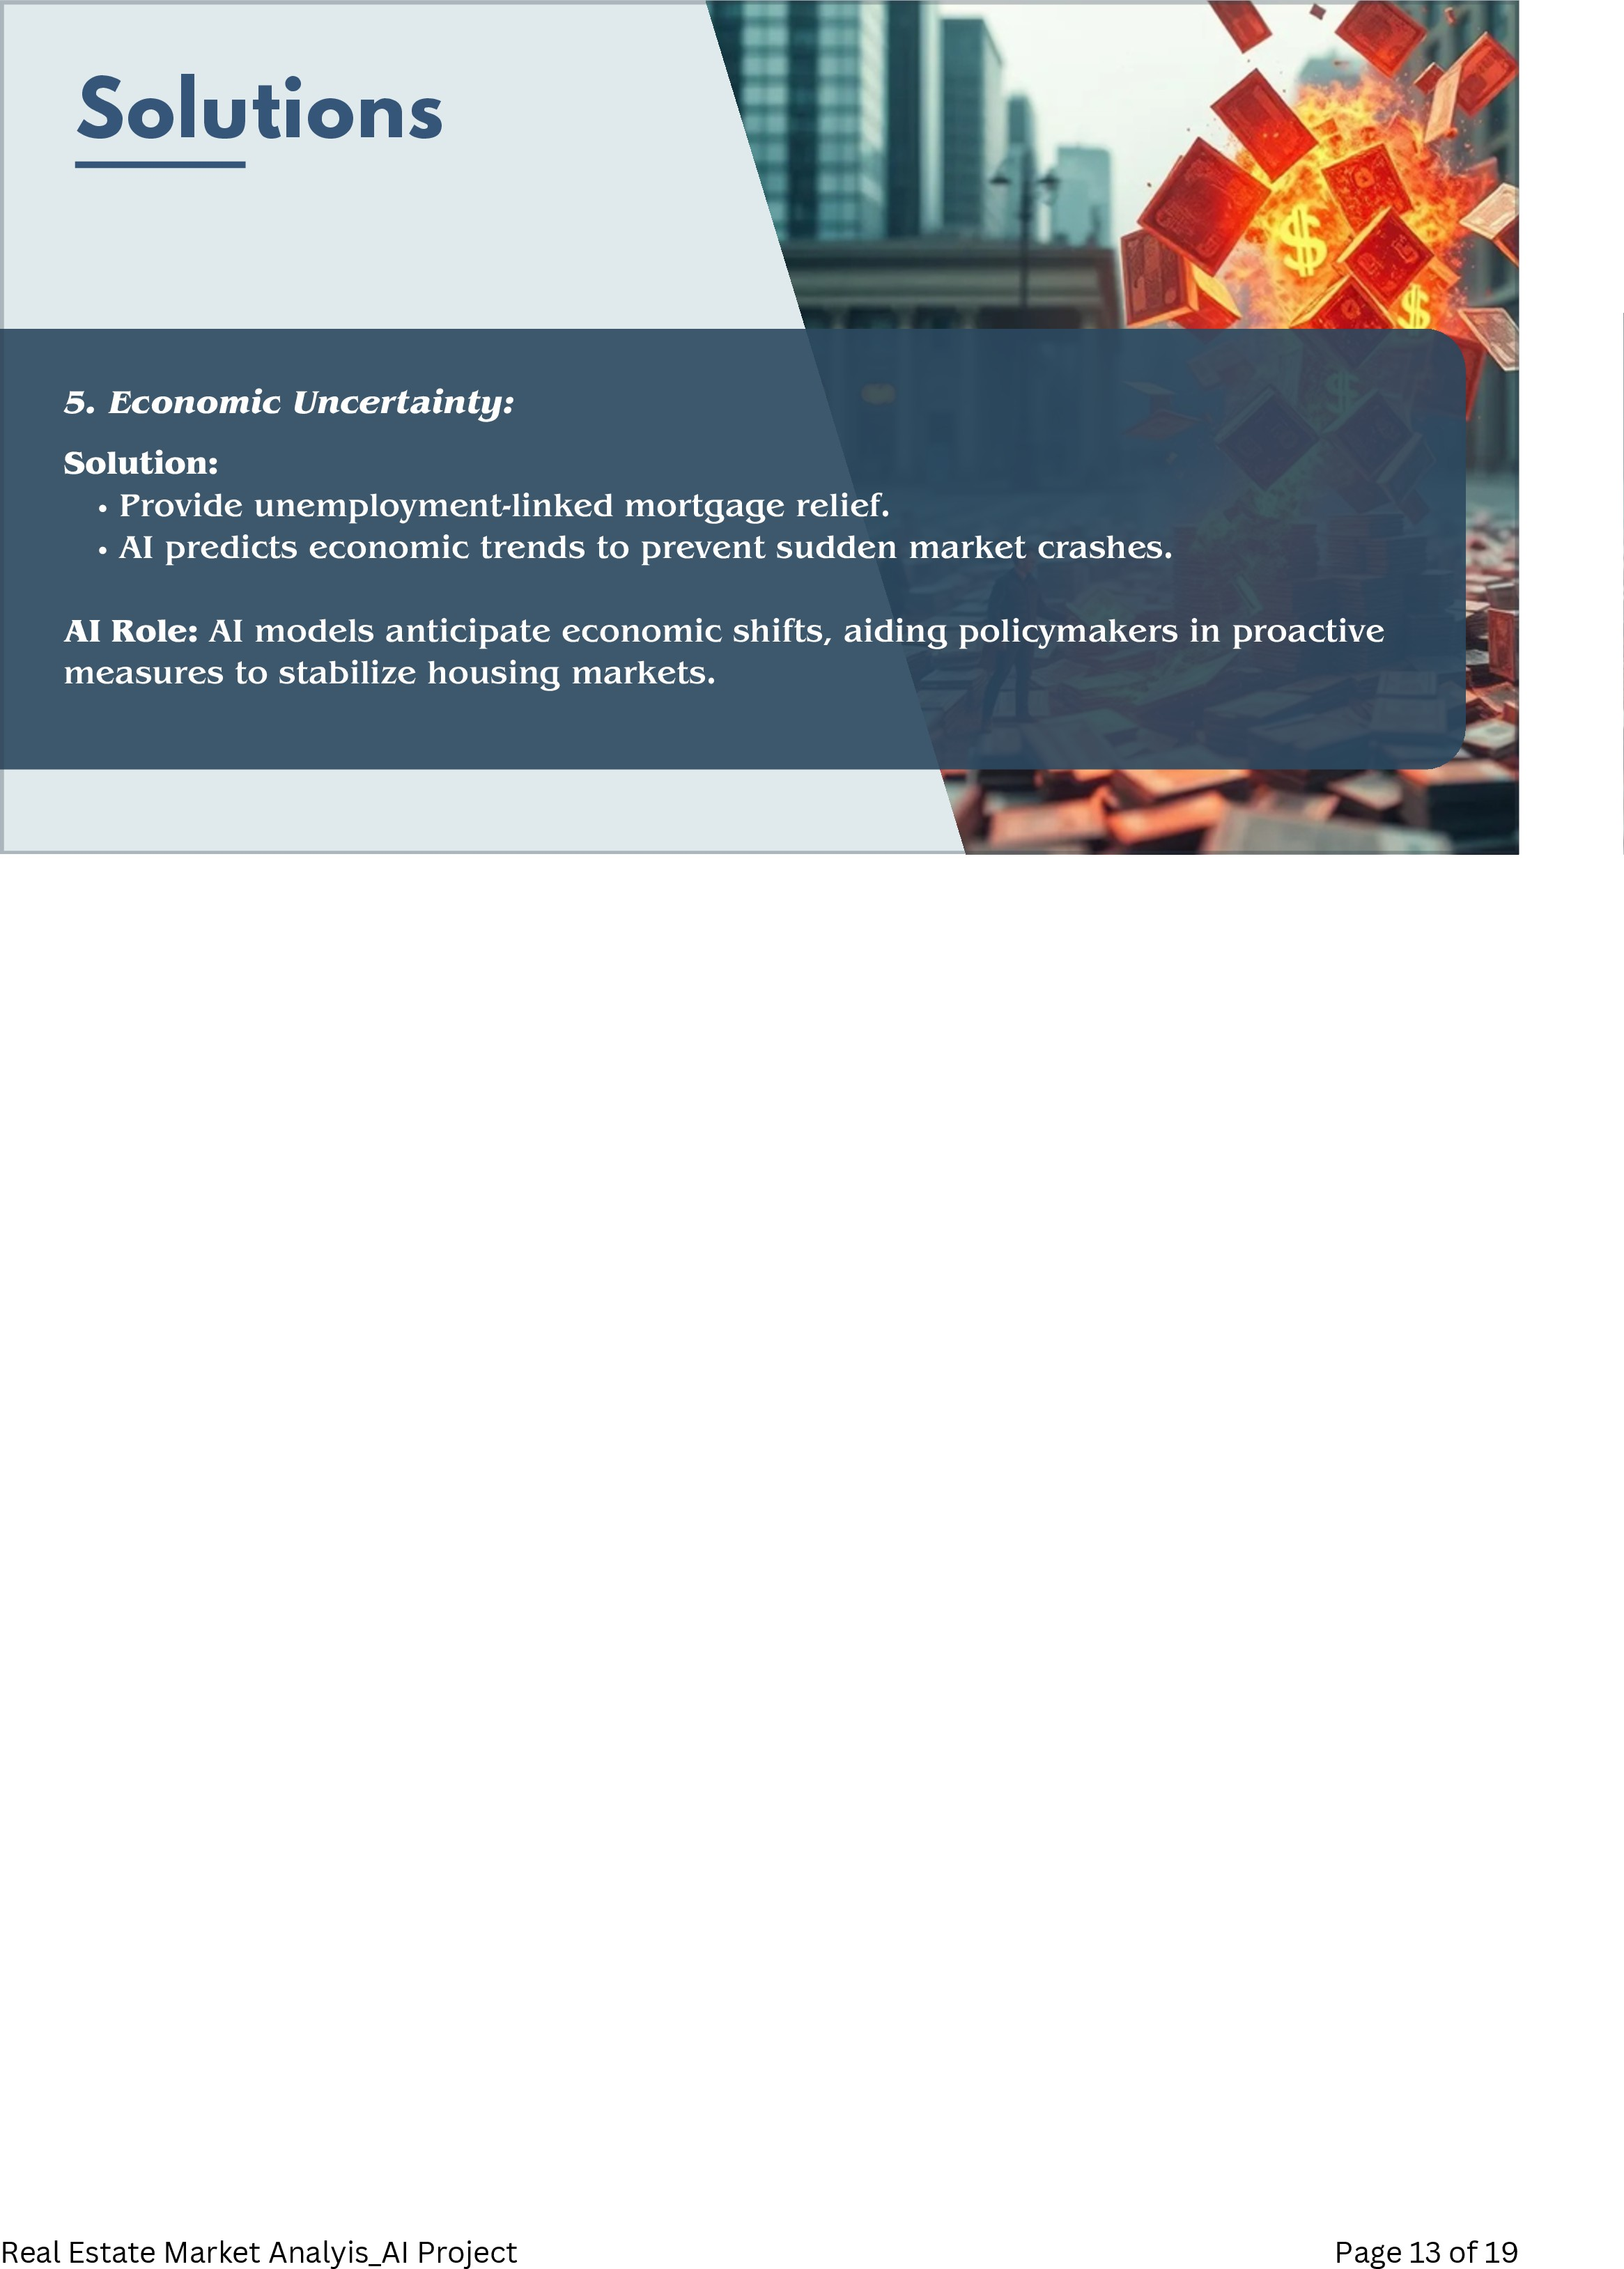 Solutions
5. Economic Uncertainty:
Solution:
• Provide unemployment-linked mortgage relief.
• AI predicts economic trends to prevent sudden market crashes.
AI Role: AI models anticipate economic shifts, aiding policymakers in proactive
measures to stabilize housing markets.
$
$
$
Real Estate Market Analyis_AI Project
Page 13 of 19